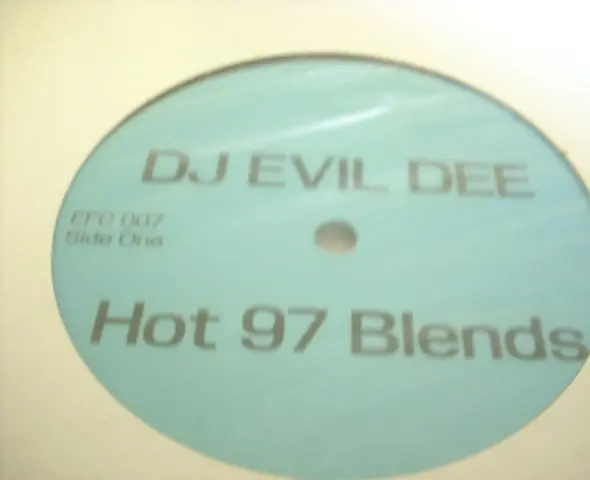 DJ EVIL DEE
EFC 007
Side One
Hot 97 Blends